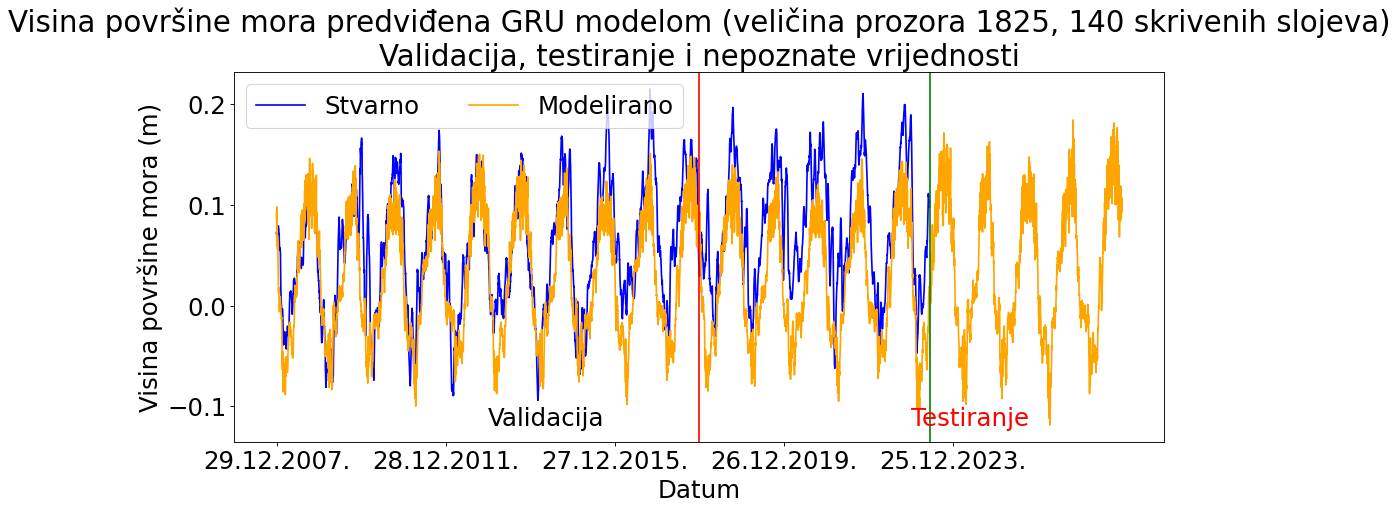 Visina površine mora predviđena GRU modelom (veličina prozora 1825, 140 skrivenih slojeva)
Validacija, testiranje i nepoznate vrijednosti
Stvarno
Modelirano
Visina površine mora (m)
0.2
0.1
0.0
−0.1
Validacija
Testiranje
29.12.2007.
28.12.2011.
27.12.2015.
26.12.2019.
25.12.2023.
Datum